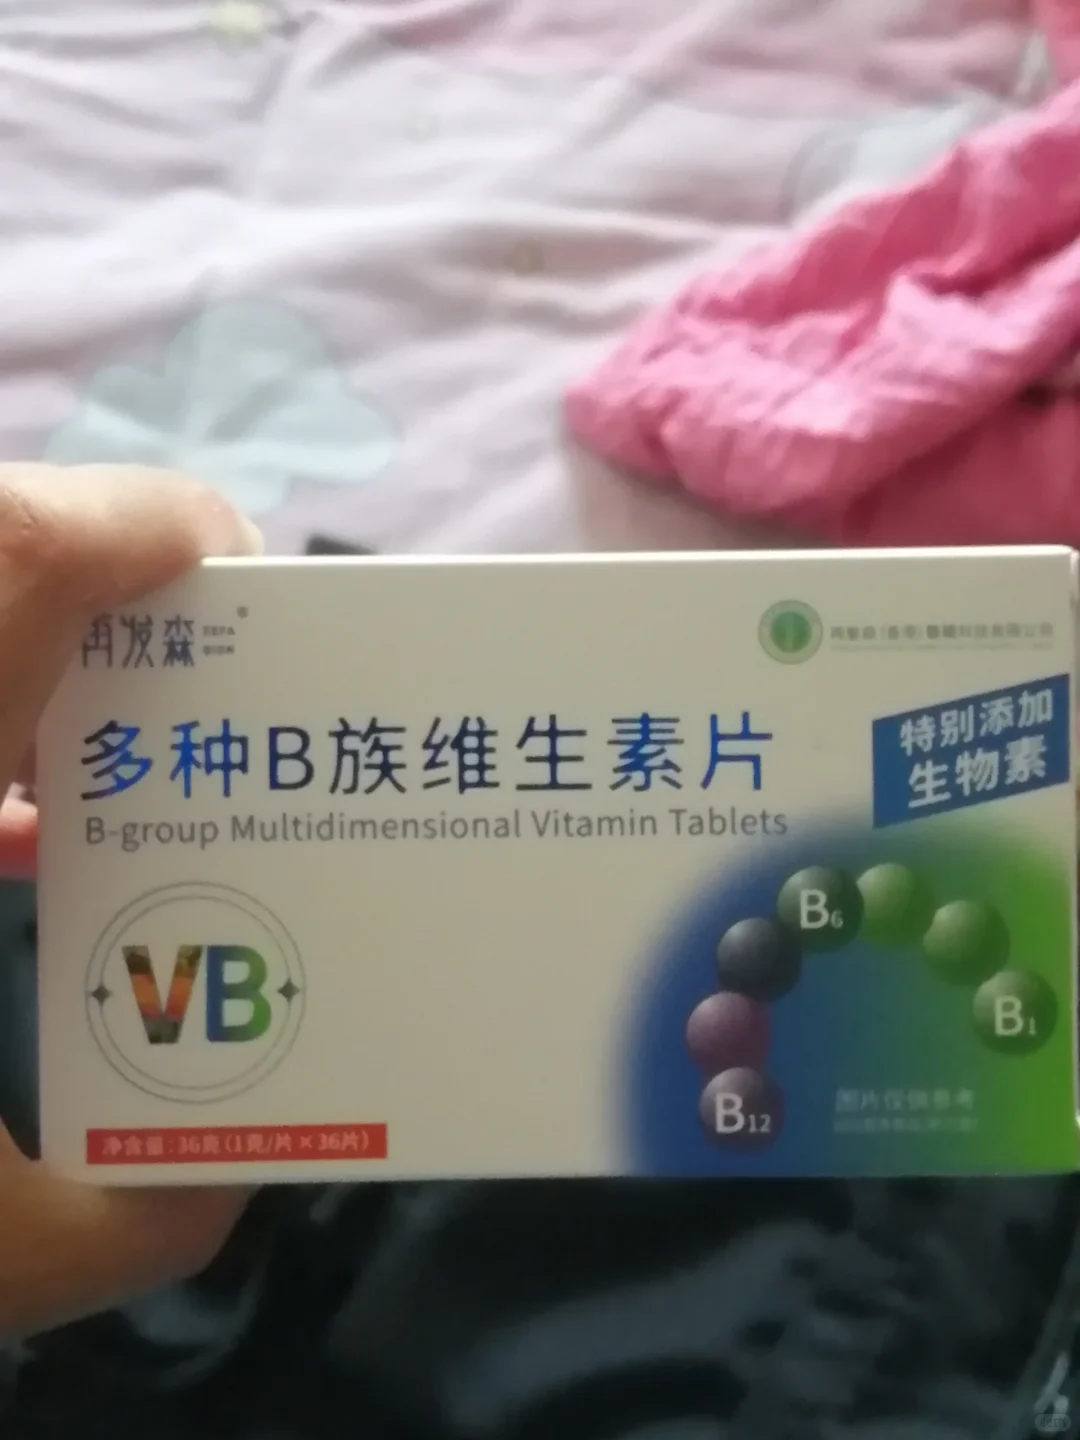 再发森®
多种B族维生素片
B-group Multidimensional Vitamin Tablets
特别添加
生物素
VB
B6
B1
B12
图片仅供参考
净含量:36克(1克/片×36片)